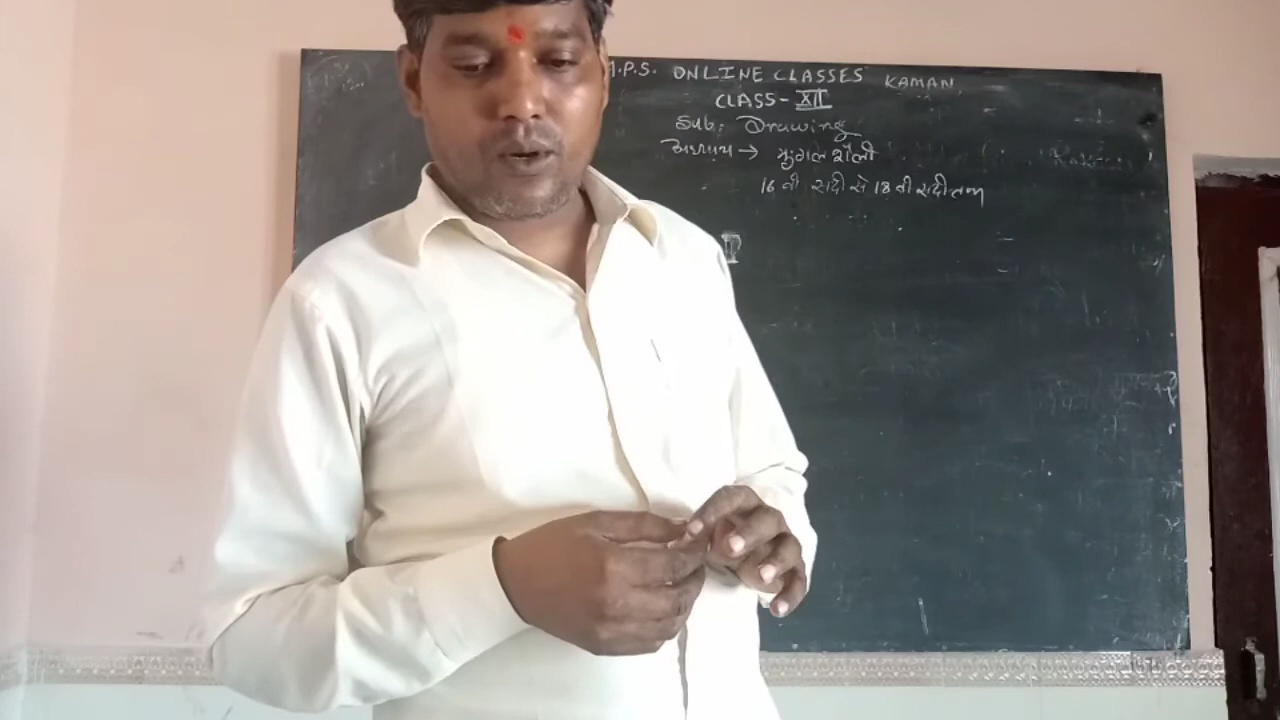 M.P.S. ONLINE CLASSES KAMAN
CLASS- XII
Sub: Drawing
अध्याय → मुगल शैली
16 वी सदी से 18 वी सदी तक